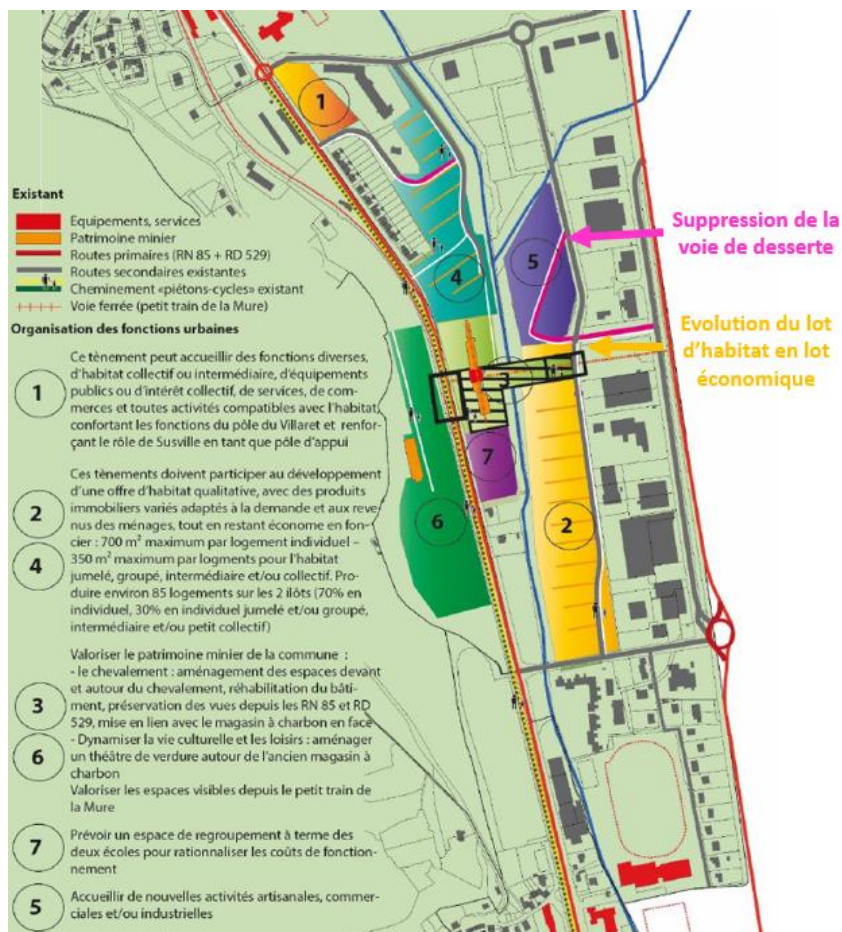 1
Suppression de la
voie de desserte
5
4
Evolution du lot
d'habitat en lot
économique
7
6
2
Existant
Equipements, services
Patrimoine minier
Routes primaires (RN 85 + RD 529)
Routes secondaires existantes
Cheminement «piétons-cycles» existant
Voie ferrée (petit train de la Mure)
Organisation des fonctions urbaines
1
Ce tènement peut accueillir des fonctions diverses,
d'habitat collectif ou intermédiaire, d'équipements
publics ou d'intérêt collectif, de services, de com-
merces et toutes activités compatibles avec l'habitat,
confortant les fonctions du pôle du Villaret et renfor-
çant le rôle de Susville en tant que pôle d'appui
2
4
Ces tènements doivent participer au développement
d'une offre d'habitat qualitative, avec des produits
immobiliers variés adaptés à la demande et aux reve-
nus des ménages, tout en restant économe en fon-
cier : 700 m² maximum par logement individuel –
350 m² maximum par logments pour l'habitat
jumelé, groupé, intermédiaire et/ou collectif. Pro-
duire environ 85 logements sur les 2 ilôts (70% en
individuel, 30% en individuel jumelé et/ou groupé,
intermédiaire et/ou petit collectif)
3
6
Valoriser le patrimoine minier de la commune :
- le chevalement : aménagement des espaces devant
et autour du chevalement, réhabilitation du bâti-
ment, préservation des vues depuis les RN 85 et RD
529, mise en lien avec le magasin à charbon en face
- Dynamiser la vie culturelle et les loisirs : aménager
un théâtre de verdure autour de l'ancien magasin à
charbon
Valoriser les espaces visibles depuis le petit train de
la Mure
7
Prévoir un espace de regroupement à terme des
deux écoles pour rationnaliser les coûts de fonction-
nement
5
Accueillir de nouvelles activités artisanales, commer-
ciales et/ou industrielles